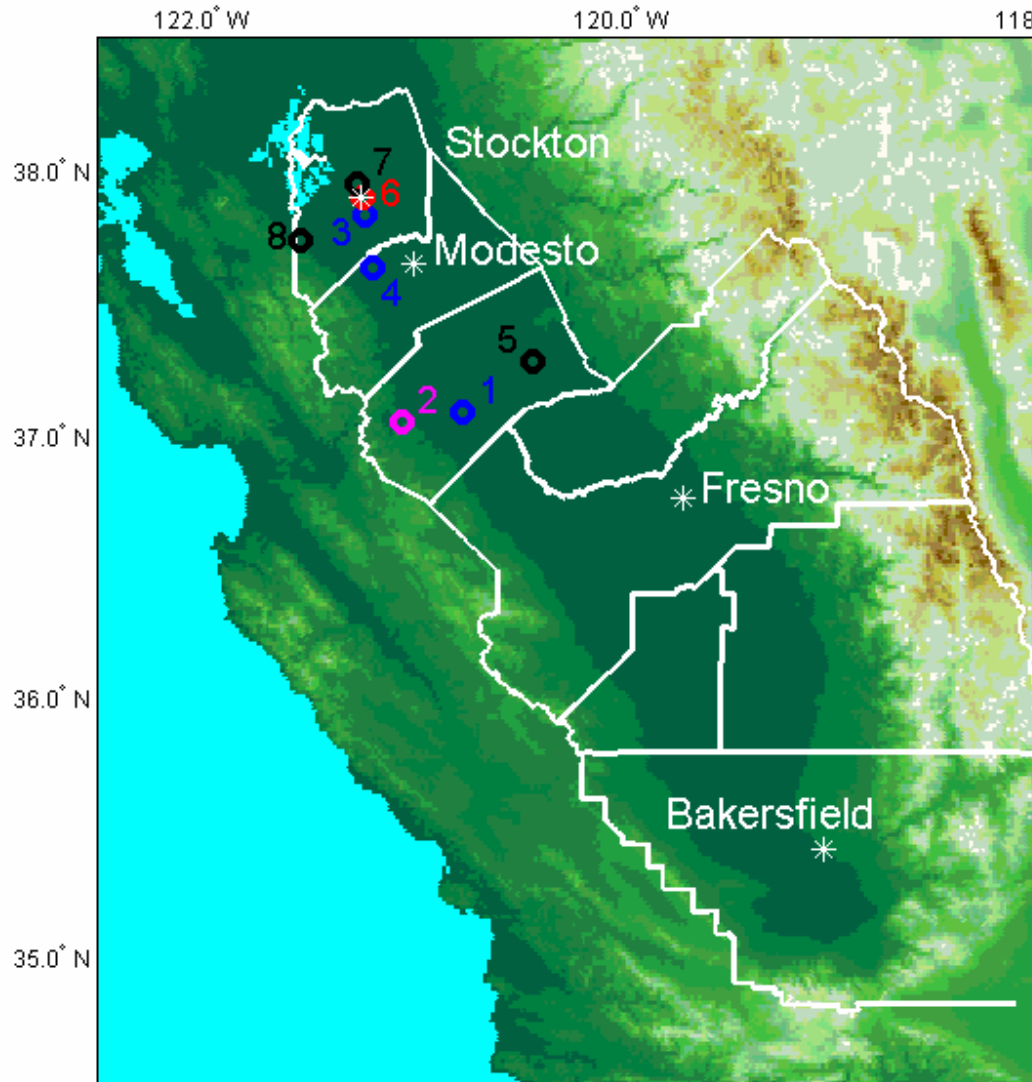 122.0° W 120.0° W 118
38.0° N
37.0° N
36.0° N
35.0° N
Stockton
7
6
3
8
Modesto
4
5
2 1
Fresno
Bakersfield